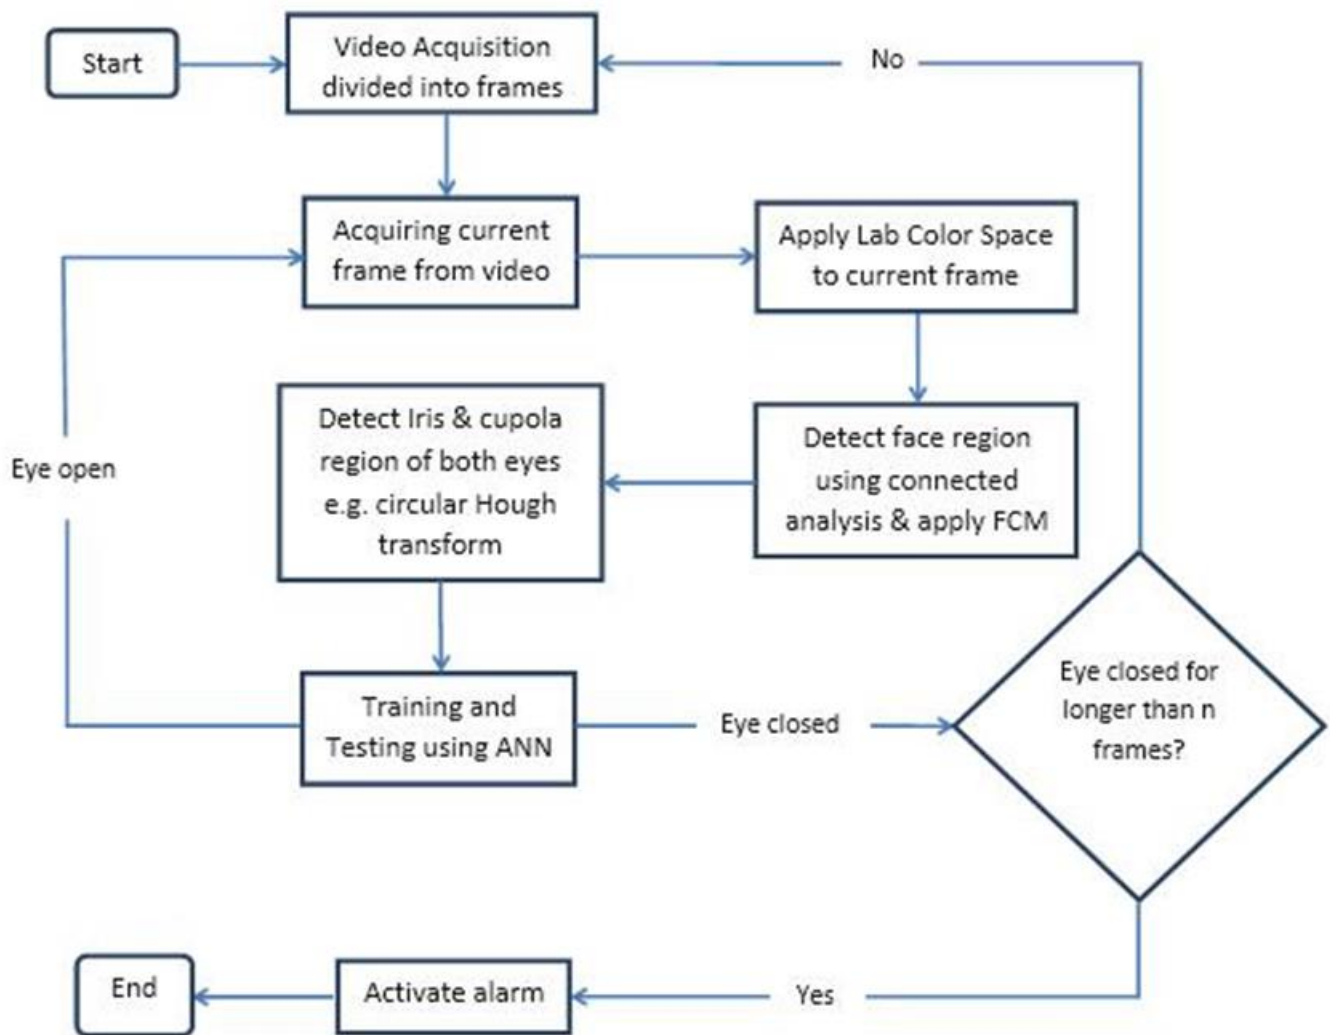 Start
Video Acquisition
divided into frames
No
Acquiring current
frame from video
Apply Lab Color Space
to current frame
Detect Iris & cupola
region of both eyes
e.g. circular Hough
transform
Detect face region
using connected
analysis & apply FCM
Eye open
Training and
Testing using ANN
Eye closed
Eye closed for
longer than n
frames?
End
Activate alarm
Yes